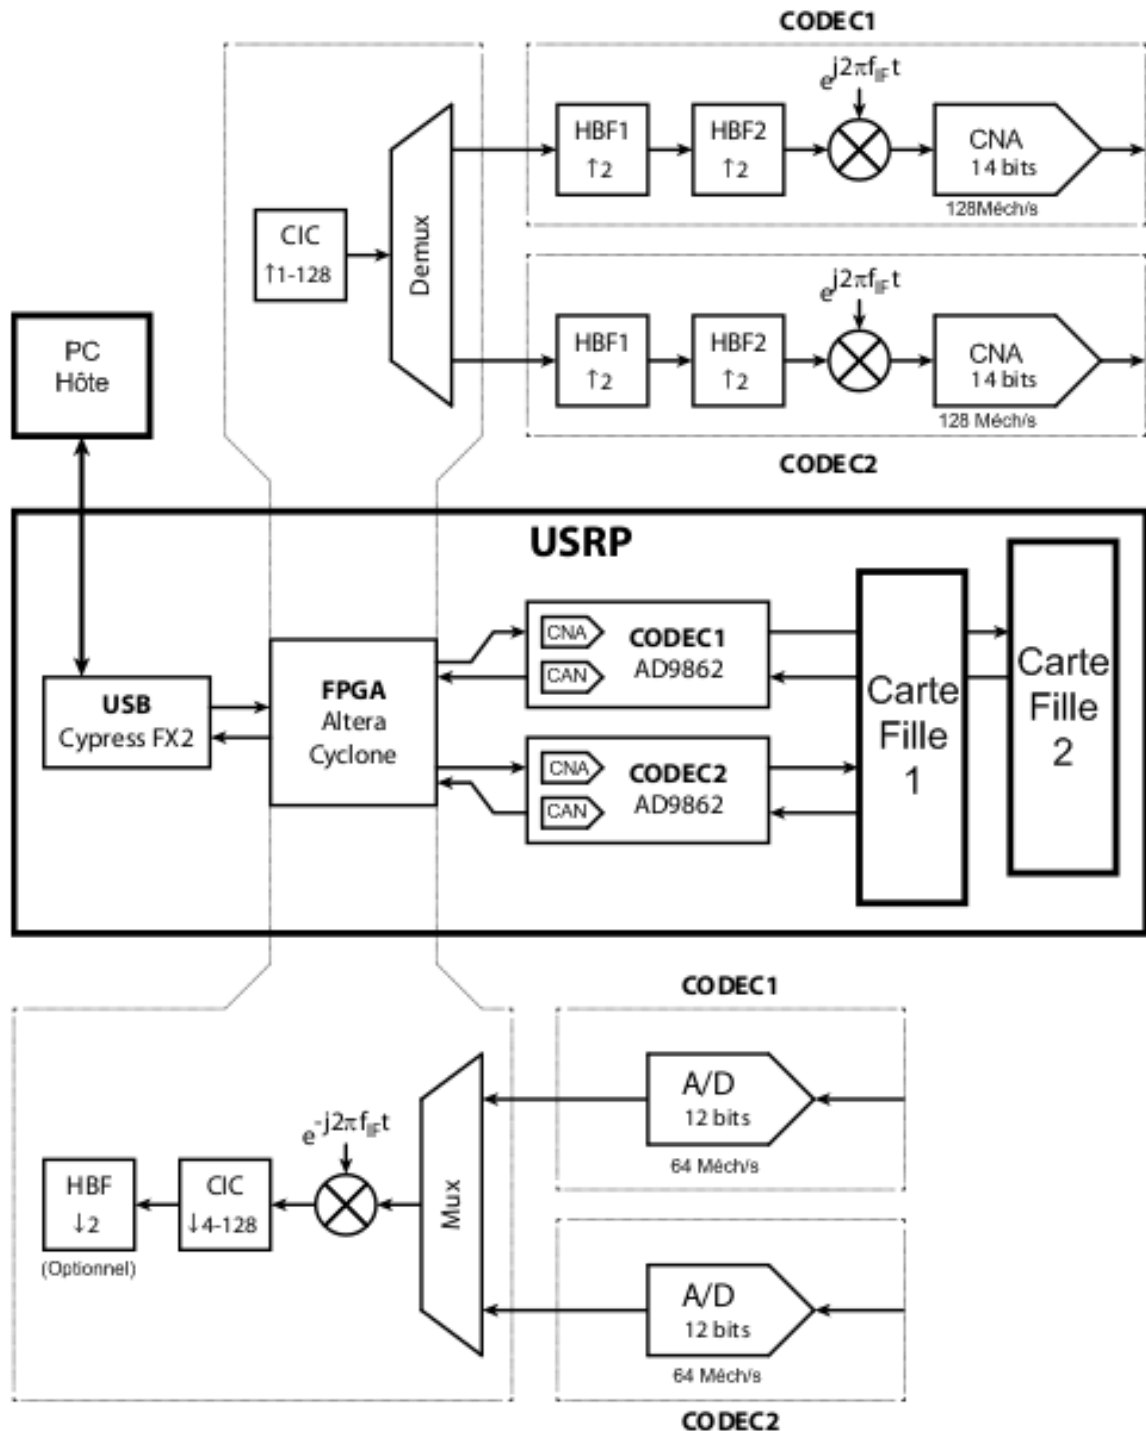 CODEC1
HBF1
↑2
HBF2
↑2
e^j2πf_IF t
CNA
14 bits
128Méch/s
CIC
↑1-128
Demux
HBF1
↑2
HBF2
↑2
e^j2πf_IF t
CNA
14 bits
128 Méch/s
CODEC2
PC
Hôte
USRP
USB
Cypress FX2
FPGA
Altera
Cyclone
CNA
CAN
CODEC1
AD9862
CNA
CAN
CODEC2
AD9862
Carte
Fille
1
Carte
Fille
2
CODEC1
A/D
12 bits
64 Méch/s
HBF
↓2
(Optionnel)
CIC
↓4-128
e^-j2πf_IF t
Mux
A/D
12 bits
64 Méch/s
CODEC2